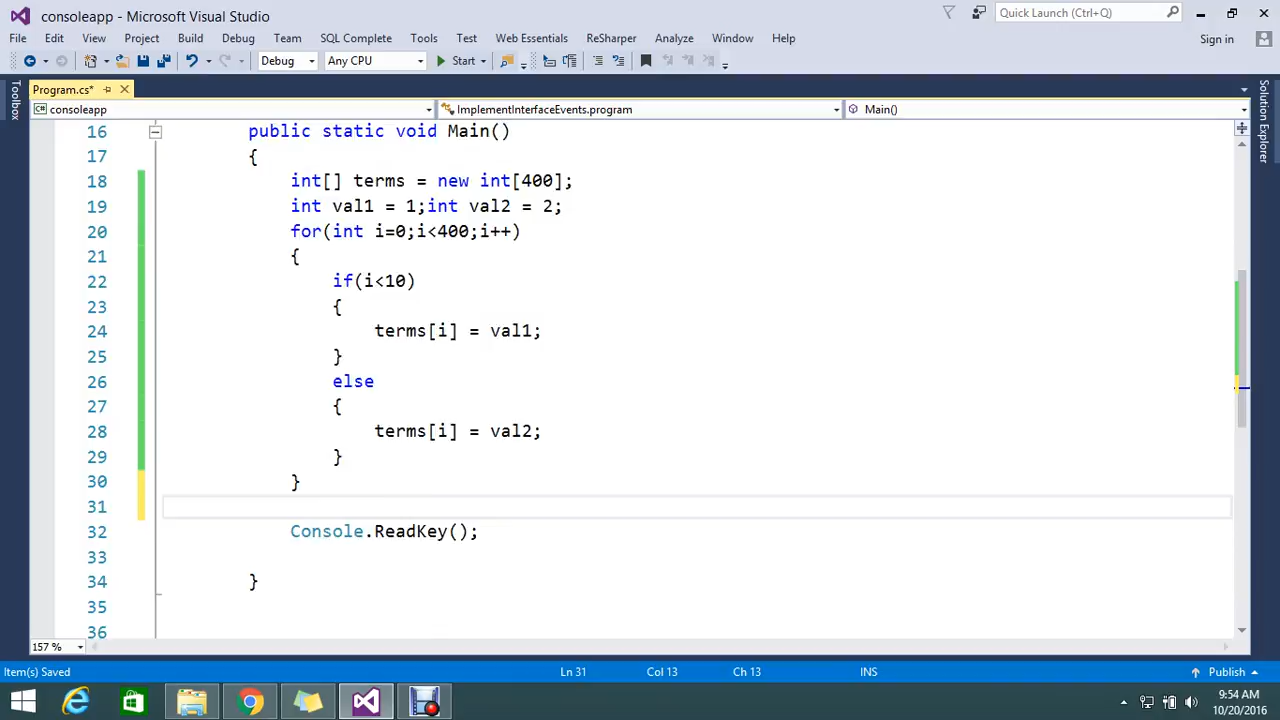 consoleapp - Microsoft Visual Studio
Quick Launch (Ctrl+Q)
File Edit View Project Build Debug Team SQL Complete Tools Test Web Essentials ReSharper Analyze Window Help
Sign in
Debug Any CPU Start
Program.cs*
Toolbox
Solution Explorer
consoleapp ImplementInterfaceEvents.program Main()
16 public static void Main()
17 {
18 int[] terms = new int[400];
19 int val1 = 1;int val2 = 2;
20 for(int i=0;i<400;i++)
21 {
22 if(i<10)
23 {
24 terms[i] = val1;
25 }
26 else
27 {
28 terms[i] = val2;
29 }
30 }
31
32 Console.ReadKey();
33
34 }
35
36
157 %
Item(s) Saved Ln 31 Col 13 Ch 13 INS Publish
9:54 AM
10/20/2016